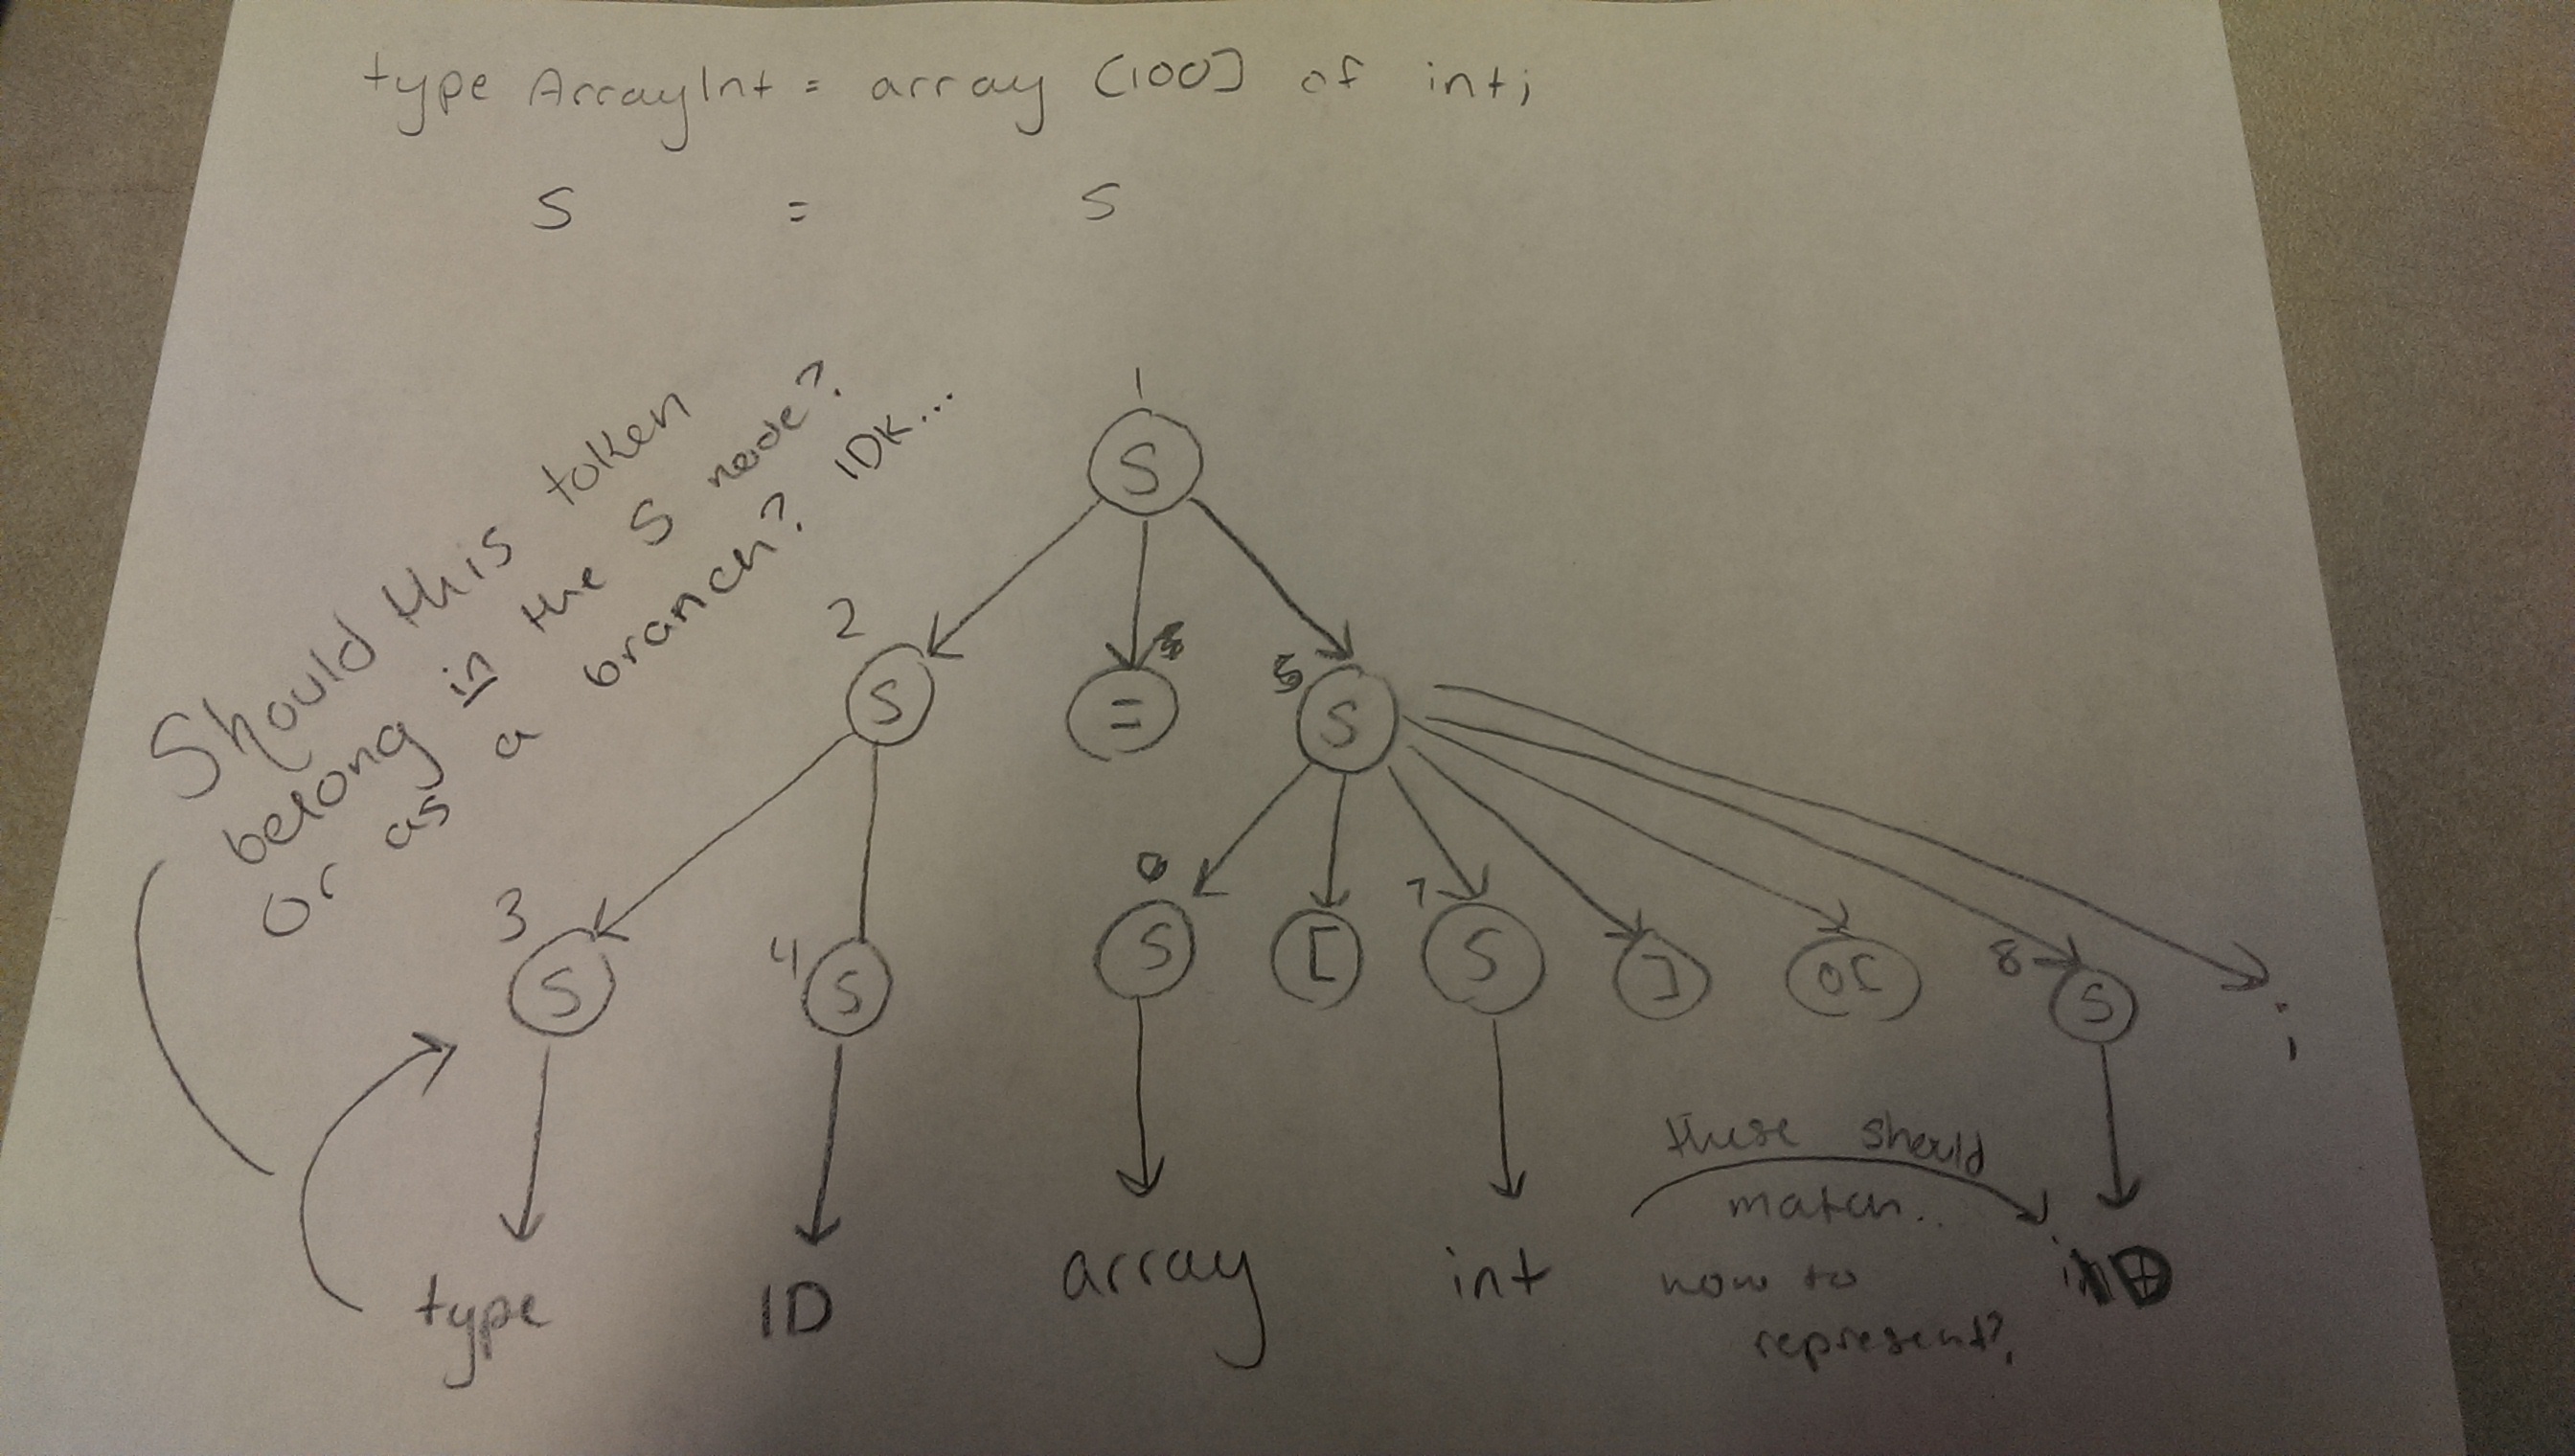 type ArrayInt = array [100] of int;
S = S
Should this token
belong in the S node?
or as a branch? IDK...
1
S
2
S
=
5
S
3
S
4
S
6
S
[
7
S
]
of
8
S
;
type
ID
array
int
these should
match..
how to
represent?